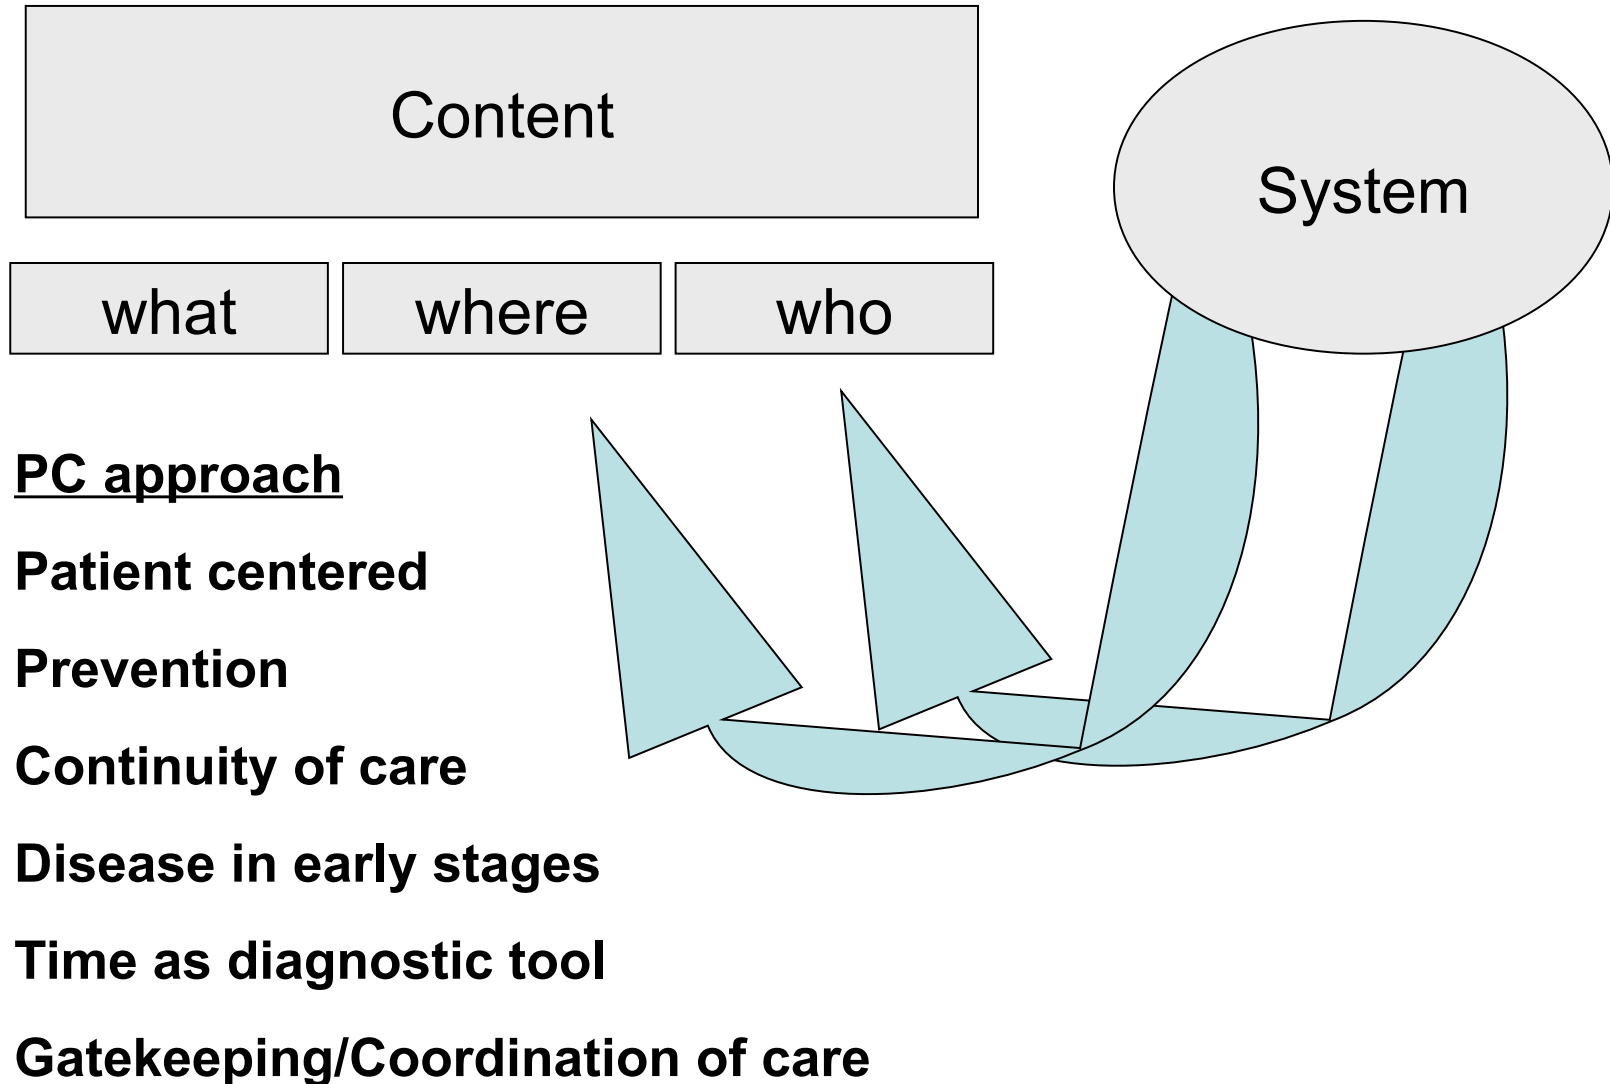 Content
System
what
where
who
PC approach
Patient centered
Prevention
Continuity of care
Disease in early stages
Time as diagnostic tool
Gatekeeping/Coordination of care